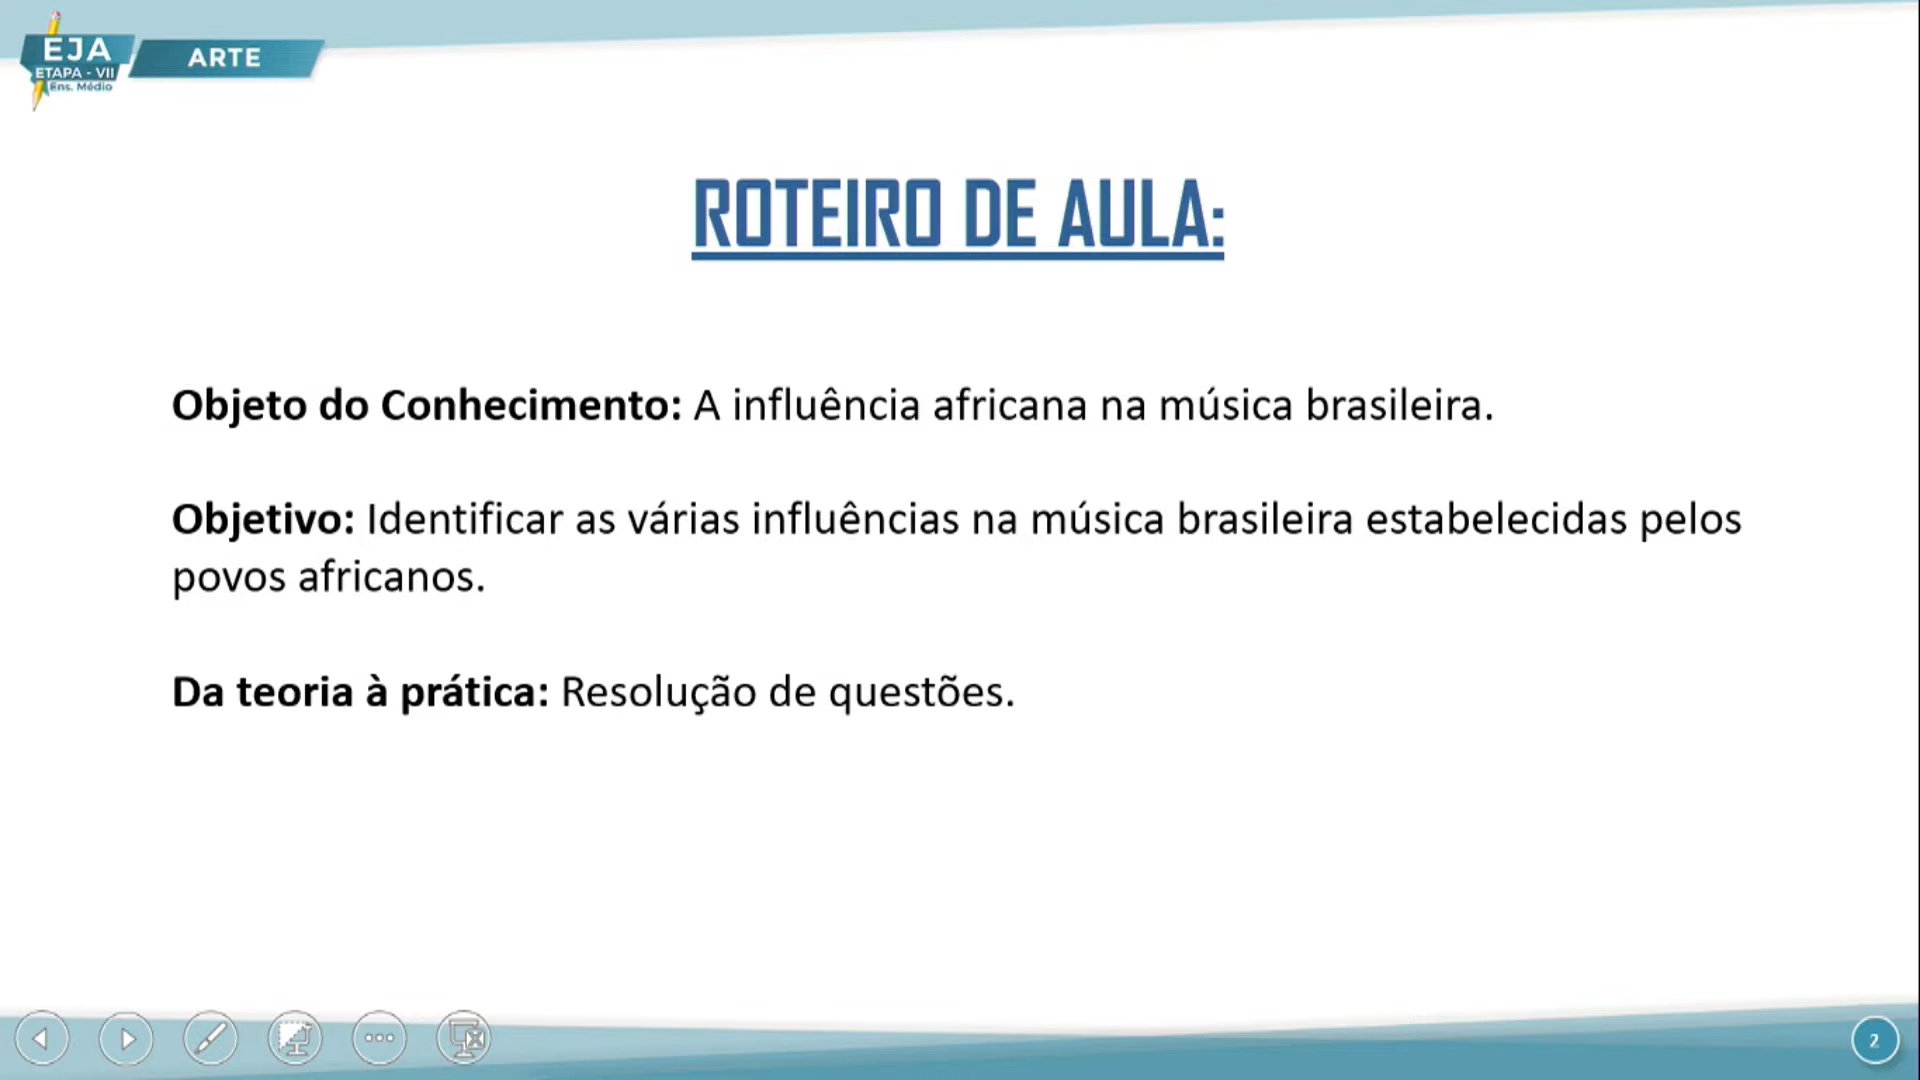 EJA
ETAPA - VII
Ens. Médio
ARTE
ROTEIRO DE AULA:
Objeto do Conhecimento: A influência africana na música brasileira.
Objetivo: Identificar as várias influências na música brasileira estabelecidas pelos
povos africanos.
Da teoria à prática: Resolução de questões.
2